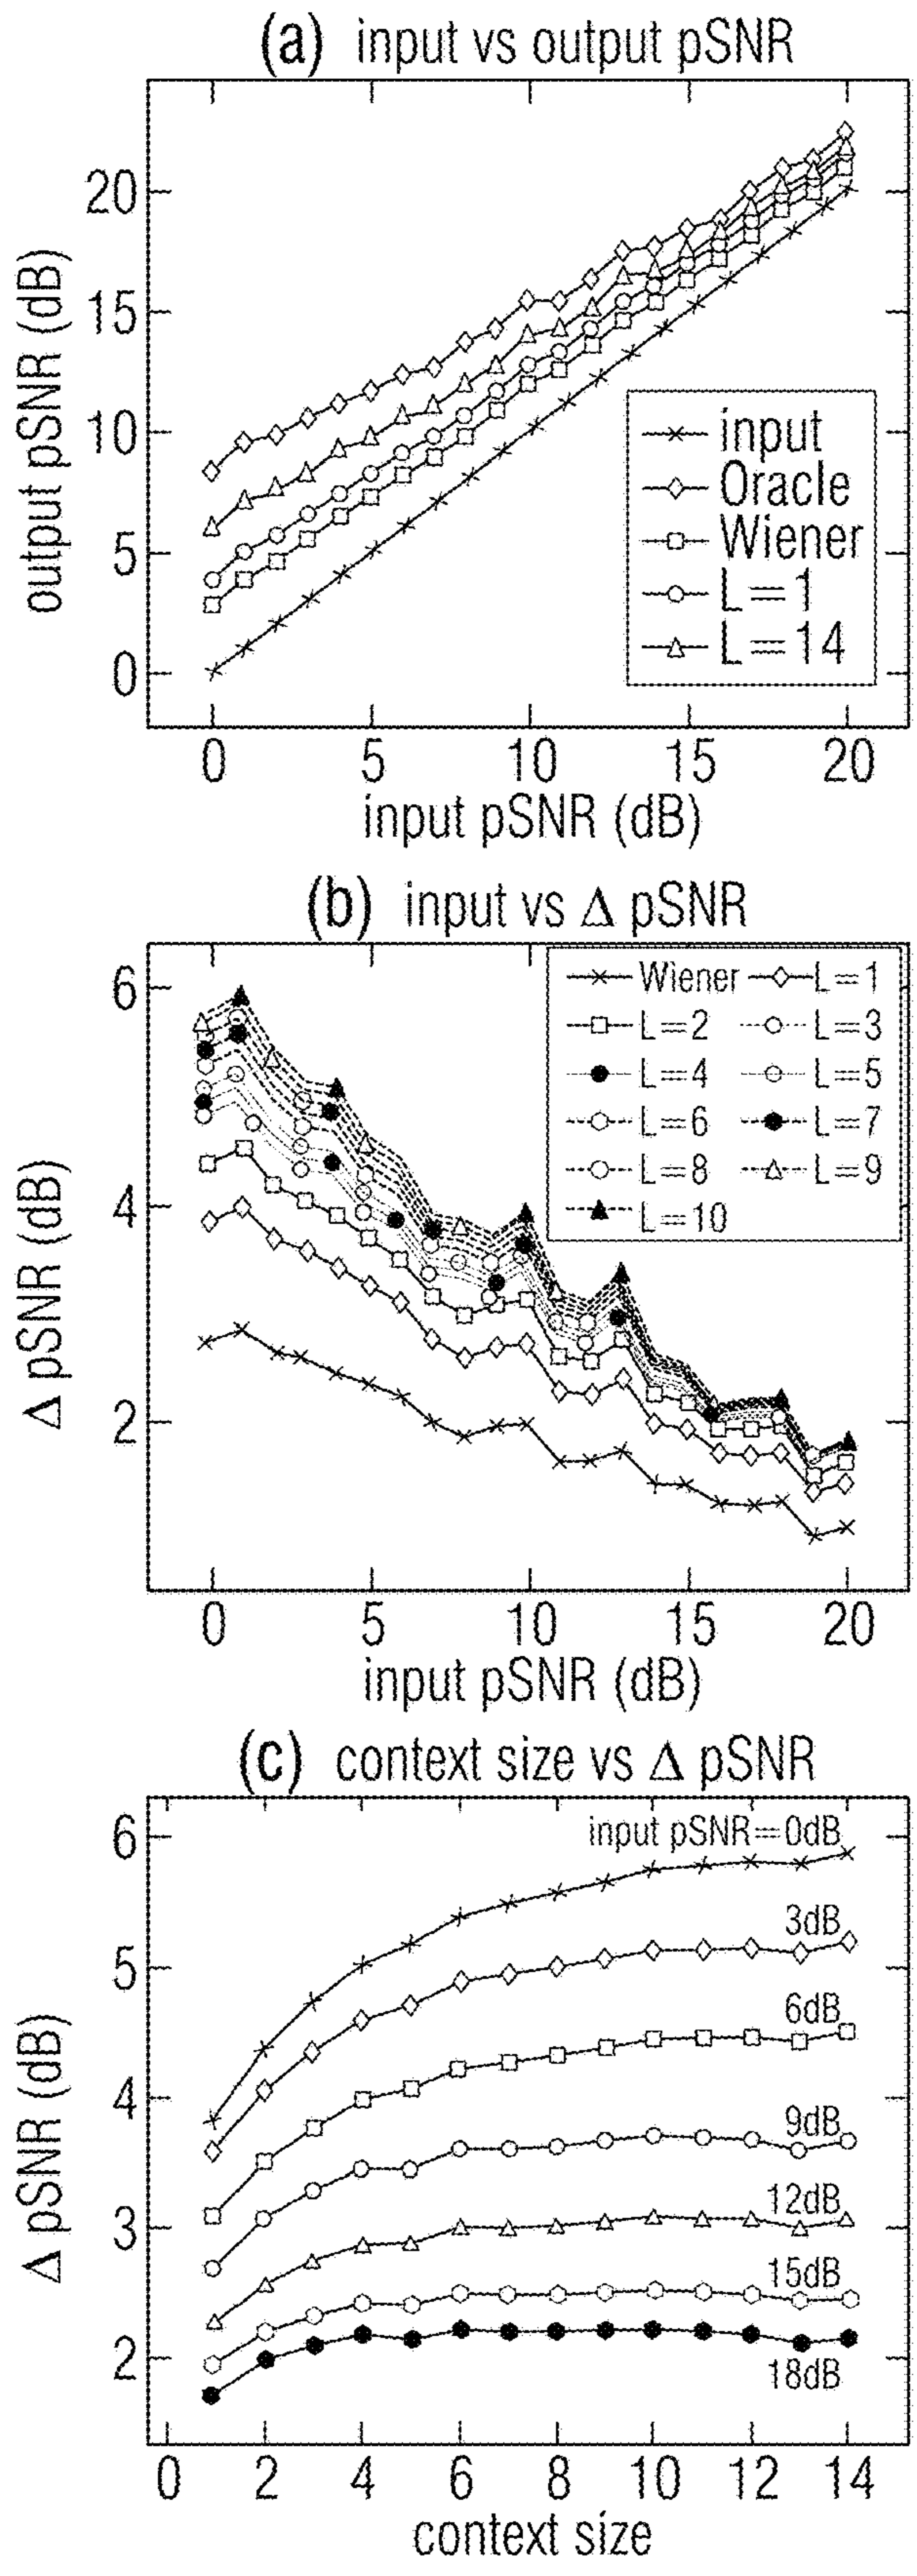 (a) input vs output pSNR
output pSNR (dB)
20
15
10
5
0
input
Oracle
Wiener
L=1
L=14
0 5 10 15 20
input pSNR (dB)
(b) input vs Δ pSNR
Δ pSNR (dB)
6
4
2
Wiener L=1
L=2 L=3
L=4 L=5
L=6 L=7
L=8 L=9
L=10
0 5 10 15 20
input pSNR (dB)
(c) context size vs Δ pSNR
Δ pSNR (dB)
6
5
4
3
2
input pSNR=0dB
3dB
6dB
9dB
12dB
15dB
18dB
0 2 4 6 8 10 12 14
context size